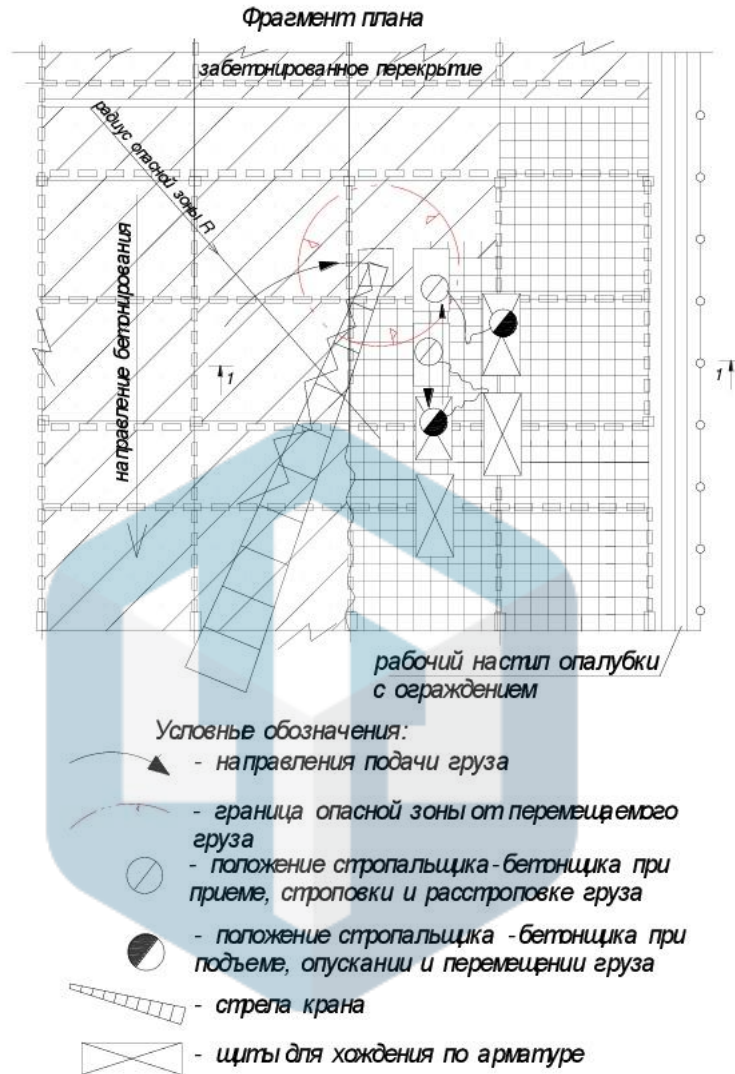 Фрагмент плана
забетонированное перекрытие
радиус опасной зоны R
направление бетонирования
1
1
рабочий настил опалубки
с ограждением
Условные обозначения:
- направления подачи груза
- граница опасной зоны от перемещаемого
груза
- положение стропальщика-бетонщика при
приеме, строповки и расстроповке груза
- положение стропальщика -бетонщика при
подъеме, опускании и перемещении груза
- стрела крана
- щиты для хождения по арматуре